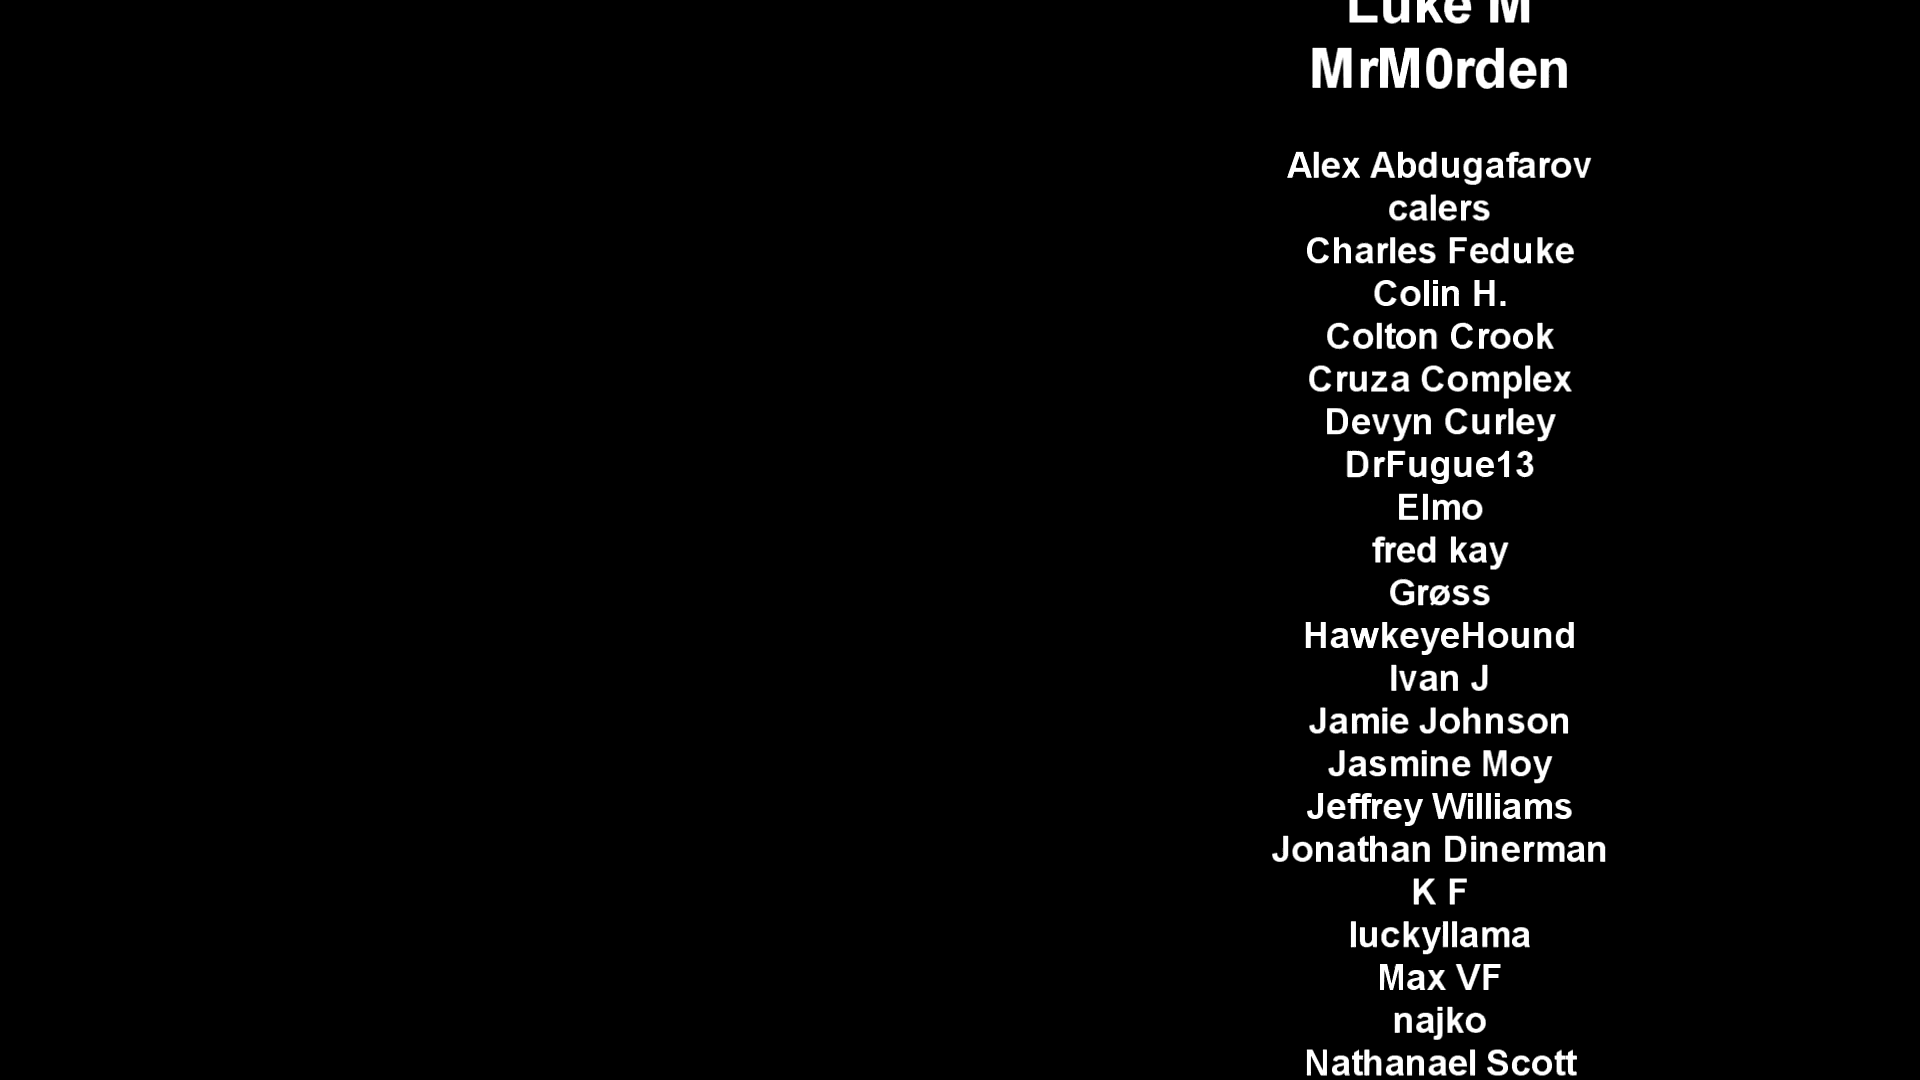 Luke M
MrM0rden
Alex Abdugafarov
calers
Charles Feduke
Colin H.
Colton Crook
Cruza Complex
Devyn Curley
DrFugue13
Elmo
fred kay
Grøss
HawkeyeHound
Ivan J
Jamie Johnson
Jasmine Moy
Jeffrey Williams
Jonathan Dinerman
K F
luckyllama
Max VF
najko
Nathanael Scott